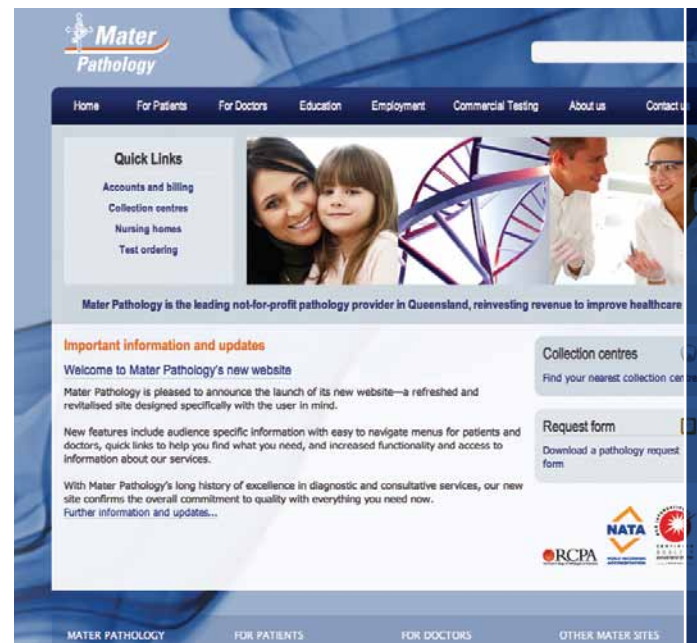 Mater
Pathology
Home For Patients For Doctors Education Employment Commercial Testing About us Contact us
Quick Links
Accounts and billing
Collection centres
Nursing homes
Test ordering
Mater Pathology is the leading not-for-profit pathology provider in Queensland, reinvesting revenue to improve healthcare
Important information and updates
Welcome to Mater Pathology's new website
Mater Pathology is pleased to announce the launch of its new website—a refreshed and
revitalised site designed specifically with the user in mind.
New features include audience specific information with easy to navigate menus for patients and
doctors, quick links to help you find what you need, and increased functionality and access to
information about our services.
With Mater Pathology's long history of excellence in diagnostic and consultative services, our new
site confirms the overall commitment to quality with everything you need now.
Further information and updates...
Collection centres
Find your nearest collection centre
Request form
Download a pathology request
form
RCPA
NATA
MATER PATHOLOGY FOR PATIENTS FOR DOCTORS OTHER MATER SITES